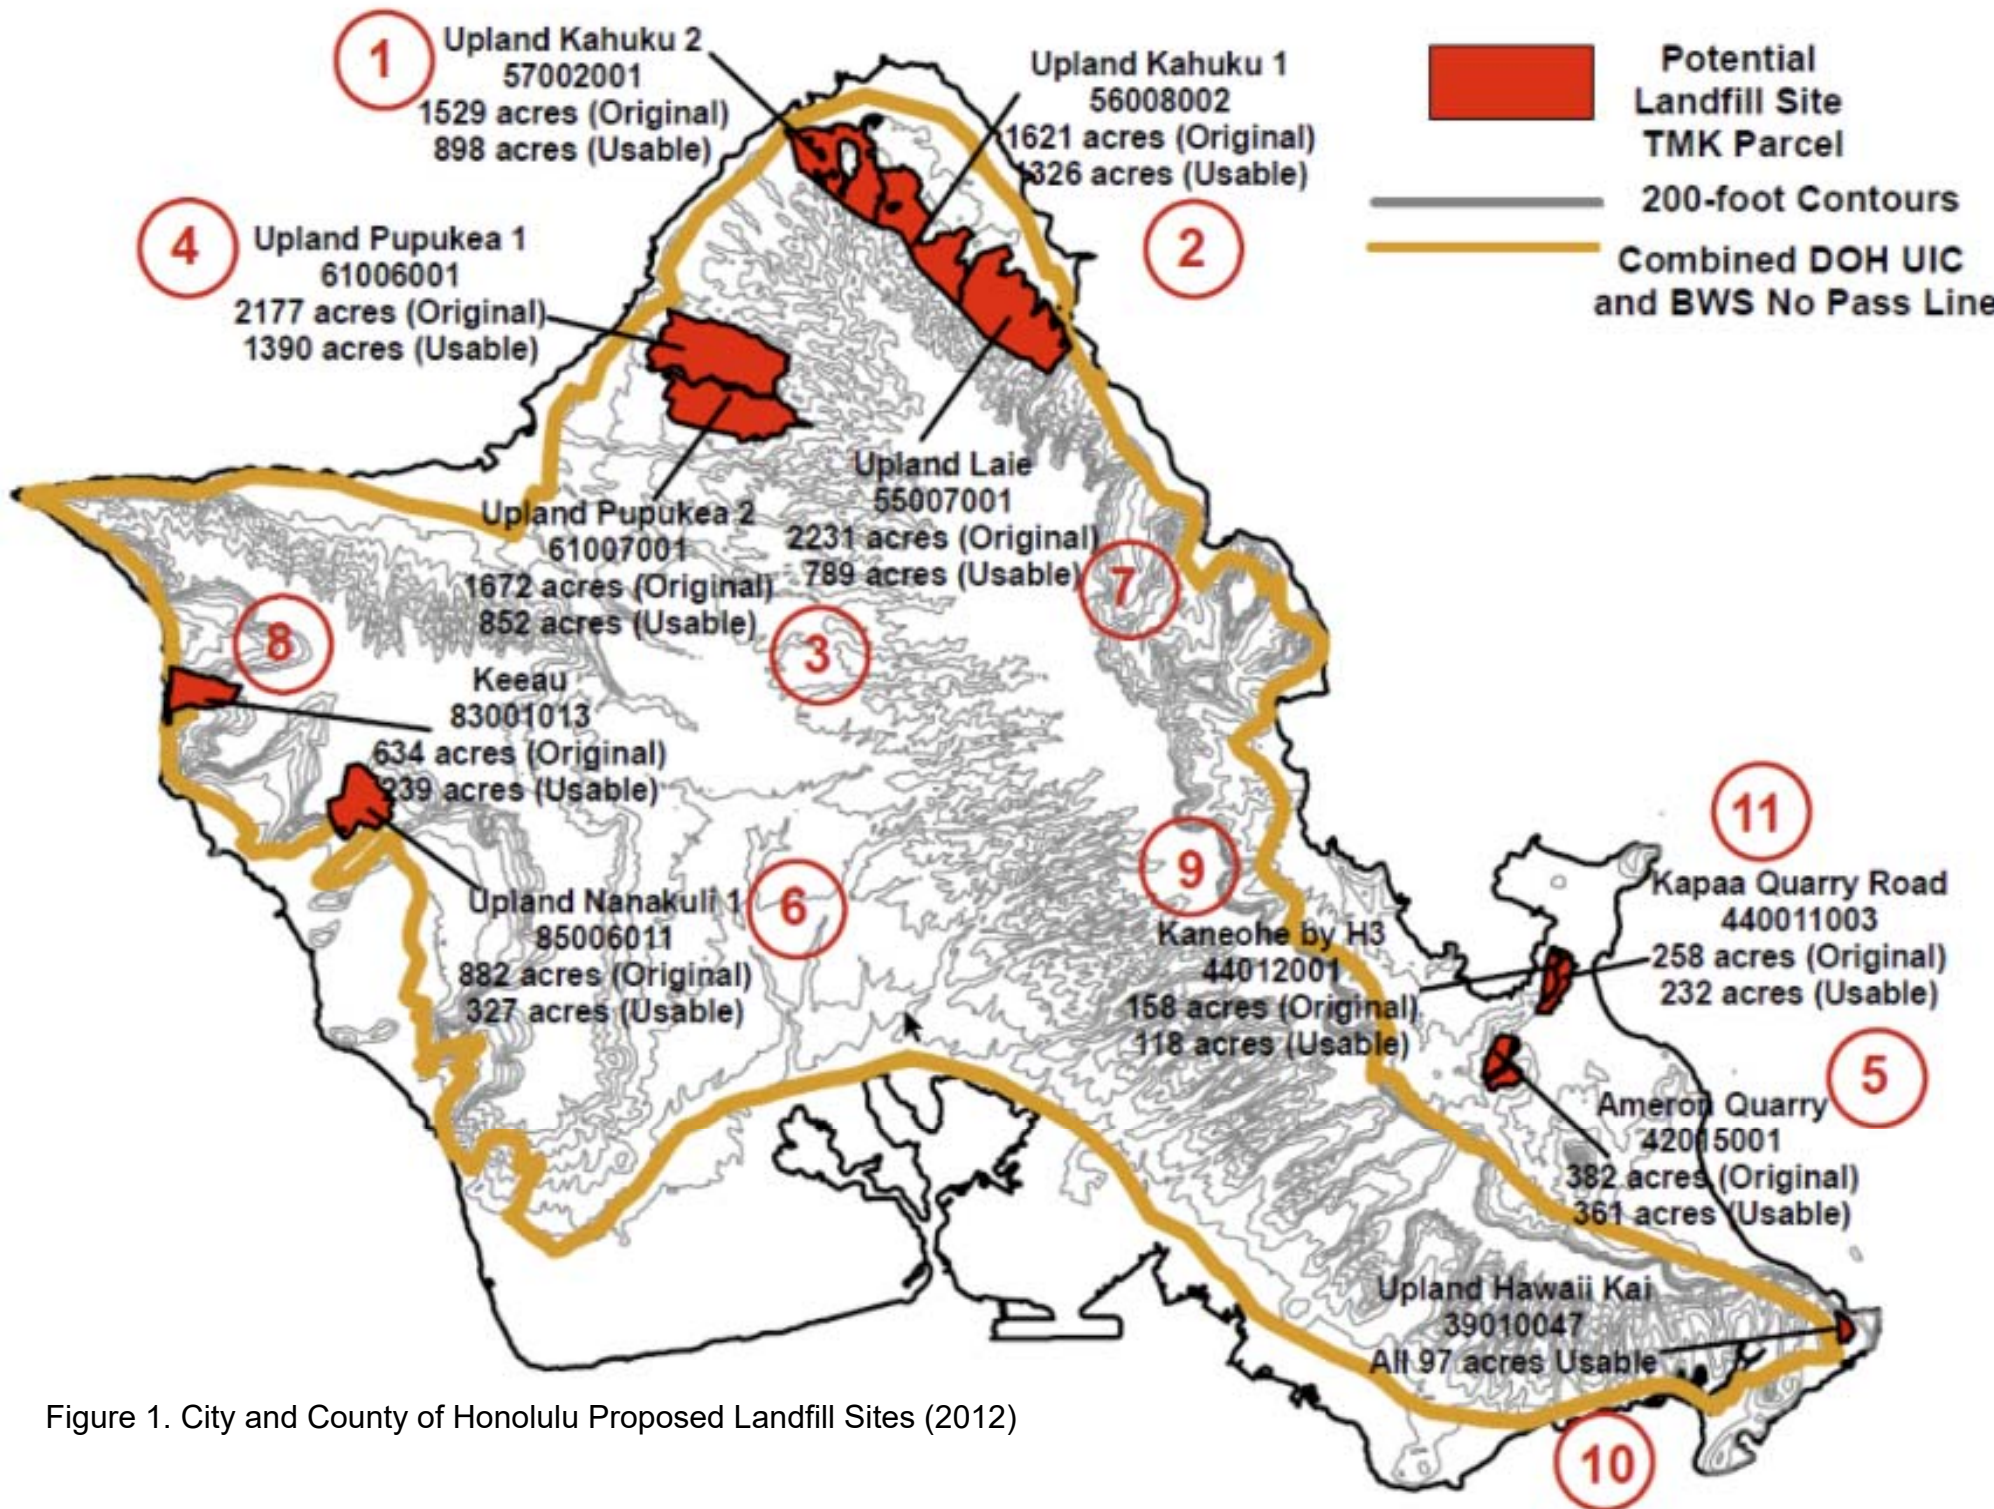 1
Upland Kahuku 2
57002001
1529 acres (Original)
898 acres (Usable)
Upland Kahuku 1
56008002
1621 acres (Original)
1326 acres (Usable)
2
Potential
Landfill Site
TMK Parcel
200-foot Contours
Combined DOH UIC
and BWS No Pass Line
4
Upland Pupukea 1
61006001
2177 acres (Original)
1390 acres (Usable)
Upland Pupukea 2
61007001
1672 acres (Original)
852 acres (Usable)
3
Upland Laie
55007001
2231 acres (Original)
789 acres (Usable)
7
8
Keeau
83001013
634 acres (Original)
239 acres (Usable)
Upland Nanakuli 1
85006011
882 acres (Original)
327 acres (Usable)
6
9
Kaneohe by H3
44012001
158 acres (Original)
118 acres (Usable)
11
Kapaa Quarry Road
440011003
258 acres (Original)
232 acres (Usable)
5
Ameron Quarry
42015001
382 acres (Original)
361 acres (Usable)
Upland Hawaii Kai
39010047
All 97 acres Usable
10
Figure 1. City and County of Honolulu Proposed Landfill Sites (2012)